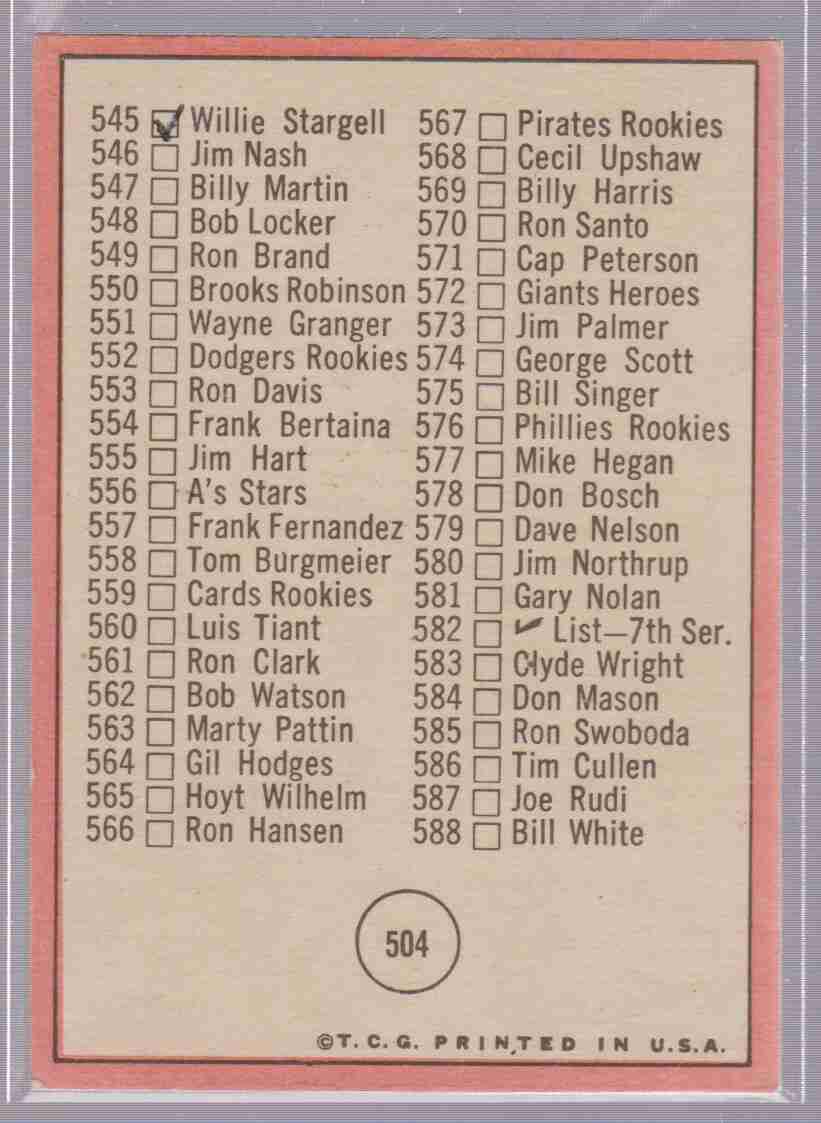 545 ☑ Willie Stargell
546 ☐ Jim Nash
547 ☐ Billy Martin
548 ☐ Bob Locker
549 ☐ Ron Brand
550 ☐ Brooks Robinson
551 ☐ Wayne Granger
552 ☐ Dodgers Rookies
553 ☐ Ron Davis
554 ☐ Frank Bertaina
555 ☐ Jim Hart
556 ☐ A's Stars
557 ☐ Frank Fernandez
558 ☐ Tom Burgmeier
559 ☐ Cards Rookies
560 ☐ Luis Tiant
561 ☐ Ron Clark
562 ☐ Bob Watson
563 ☐ Marty Pattin
564 ☐ Gil Hodges
565 ☐ Hoyt Wilhelm
566 ☐ Ron Hansen
567 ☐ Pirates Rookies
568 ☐ Cecil Upshaw
569 ☐ Billy Harris
570 ☐ Ron Santo
571 ☐ Cap Peterson
572 ☐ Giants Heroes
573 ☐ Jim Palmer
574 ☐ George Scott
575 ☐ Bill Singer
576 ☐ Phillies Rookies
577 ☐ Mike Hegan
578 ☐ Don Bosch
579 ☐ Dave Nelson
580 ☐ Jim Northrup
581 ☐ Gary Nolan
582 ☐ ✓ List—7th Ser.
583 ☐ Clyde Wright
584 ☐ Don Mason
585 ☐ Ron Swoboda
586 ☐ Tim Cullen
587 ☐ Joe Rudi
588 ☐ Bill White
504
©T.C.G. PRINTED IN U.S.A.